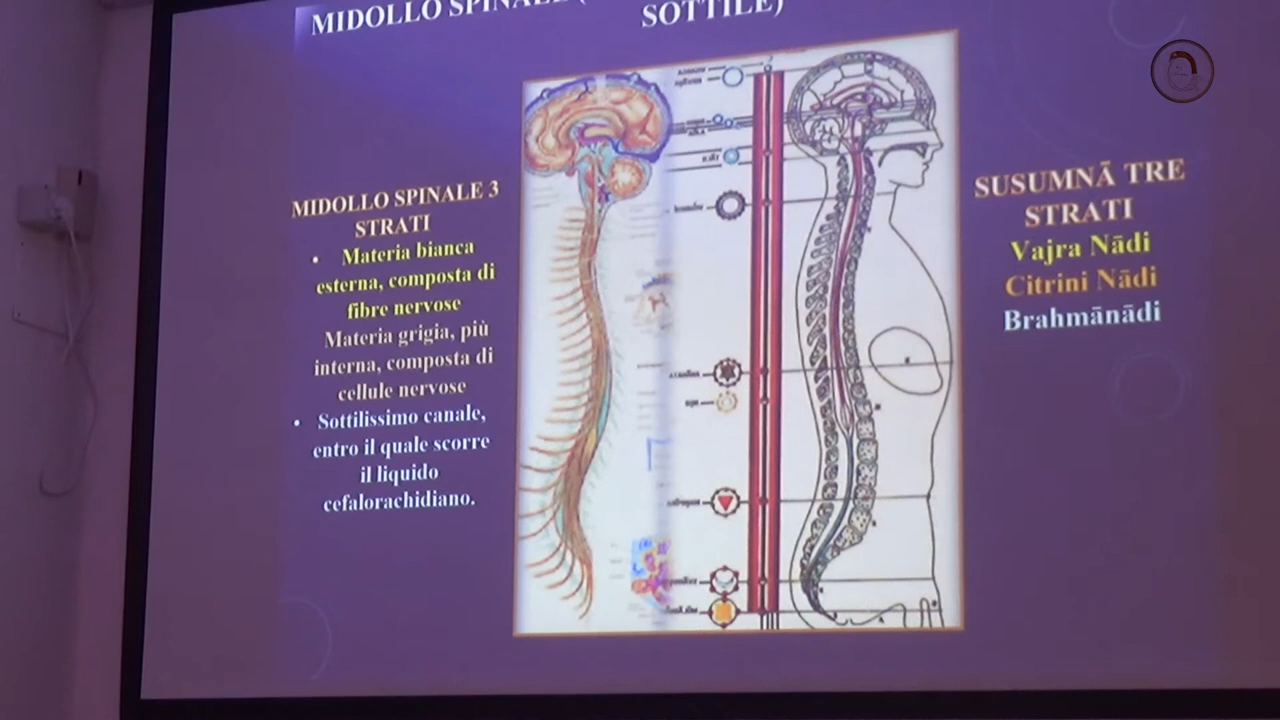 MIDOLLO SPINALE (
SOTTILE)
MIDOLLO SPINALE 3
STRATI
• Materia bianca
esterna, composta di
fibre nervose
Materia grigia, più
interna, composta di
cellule nervose
• Sottilissimo canale,
entro il quale scorre
il liquido
cefalorachidiano.
SUSUMNĀ TRE
STRATI
Vajra Nādi
Citrini Nādi
Brahmānādi